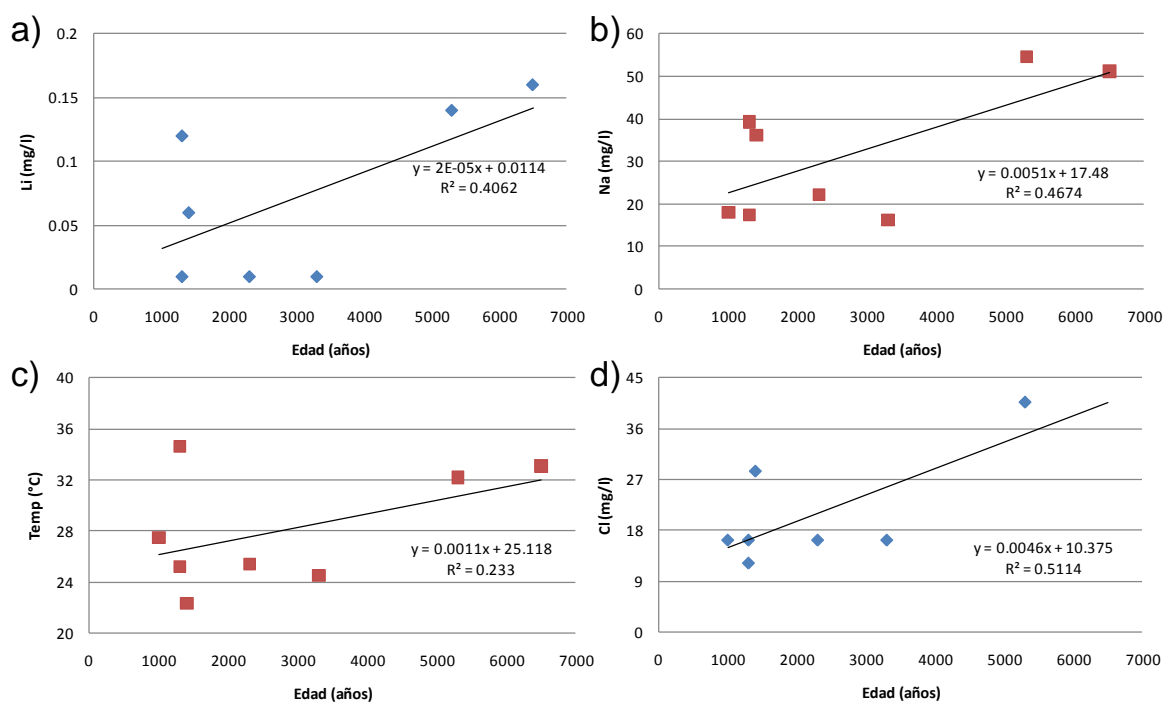 a)
0.2
0.15
0.1
0.05
0
Li (mg/l)
y = 2E-05x + 0.0114
R² = 0.4062
0 1000 2000 3000 4000 5000 6000 7000
Edad (años)
b)
60
50
40
30
20
10
0
Na (mg/l)
y = 0.0051x + 17.48
R² = 0.4674
0 1000 2000 3000 4000 5000 6000 7000
Edad (años)
c)
40
36
32
28
24
20
Temp (°C)
y = 0.0011x + 25.118
R² = 0.233
0 1000 2000 3000 4000 5000 6000 7000
Edad (años)
d)
45
36
27
18
9
0
Cl (mg/l)
y = 0.0046x + 10.375
R² = 0.5114
0 1000 2000 3000 4000 5000 6000 7000
Edad (años)